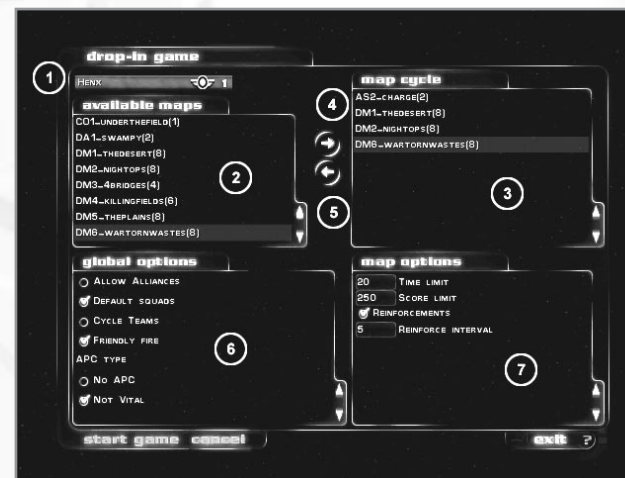 drop-in game
1
Henx 1
available maps
CO1_underthefield(1)
DA1_swampy(2)
DM1_thedesert(8)
DM2_nightops(8)
DM3_4bridges(4)
DM4_killingfields(6)
DM5_theplains(8)
DM6_wartornwastes(8)
2
map cycle
4
AS2_charge(2)
DM1_thedesert(8)
DM2_nightops(8)
DM6_wartornwastes(8)
3
5
global options
Allow Alliances
Default squads
Cycle Teams
Friendly fire
APC type
No APC
Not Vital
6
map options
20 Time limit
250 Score limit
Reinforcements
5 Reinforce interval
7
start game cancel
exit ?